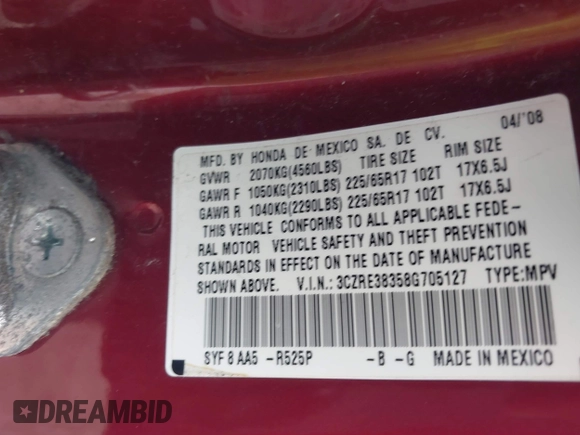 04/'08
MFD. BY HONDA DE MEXICO SA. DE CV.
GVWR 2070KG(4560LBS) TIRE SIZE RIM SIZE
GAWR F 1050KG(2310LBS) 225/65R17 102T 17X6.5J
GAWR R 1040KG(2290LBS) 225/65R17 102T 17X6.5J
THIS VEHICLE CONFORMS TO ALL APPLICABLE FEDE-
RAL MOTOR VEHICLE SAFETY AND THEFT PREVENTION
STANDARDS IN EFFECT ON THE DATE OF MANUFACTURE
SHOWN ABOVE. V.I.N.: 3CZRE38358G705127 TYPE:MPV
SYF 8 AA5 -R525P -B -G MADE IN MEXICO
DREAMBID